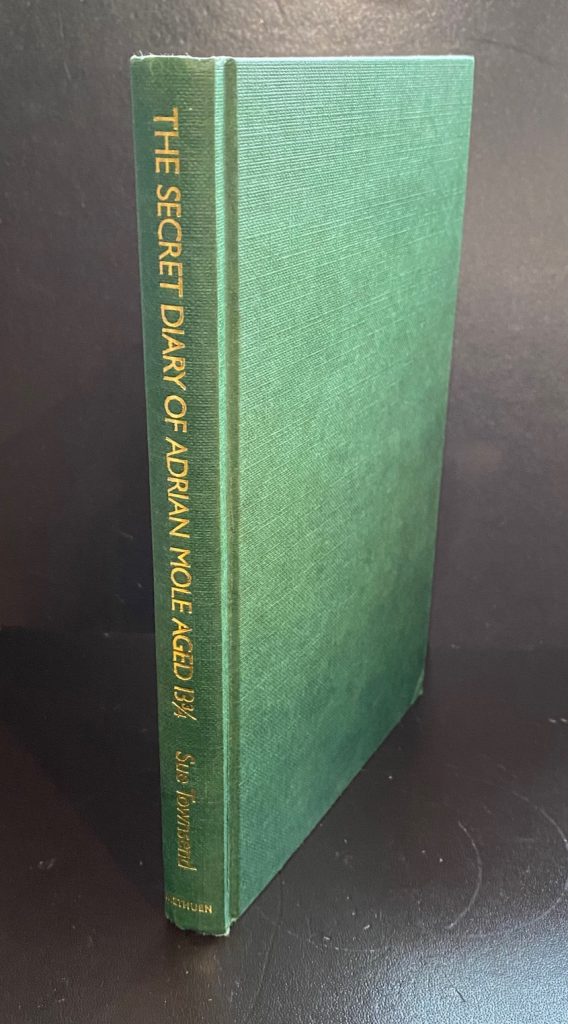 THE SECRET DIARY OF ADRIAN MOLE AGED 13¾
Sue Townsend
METHUEN